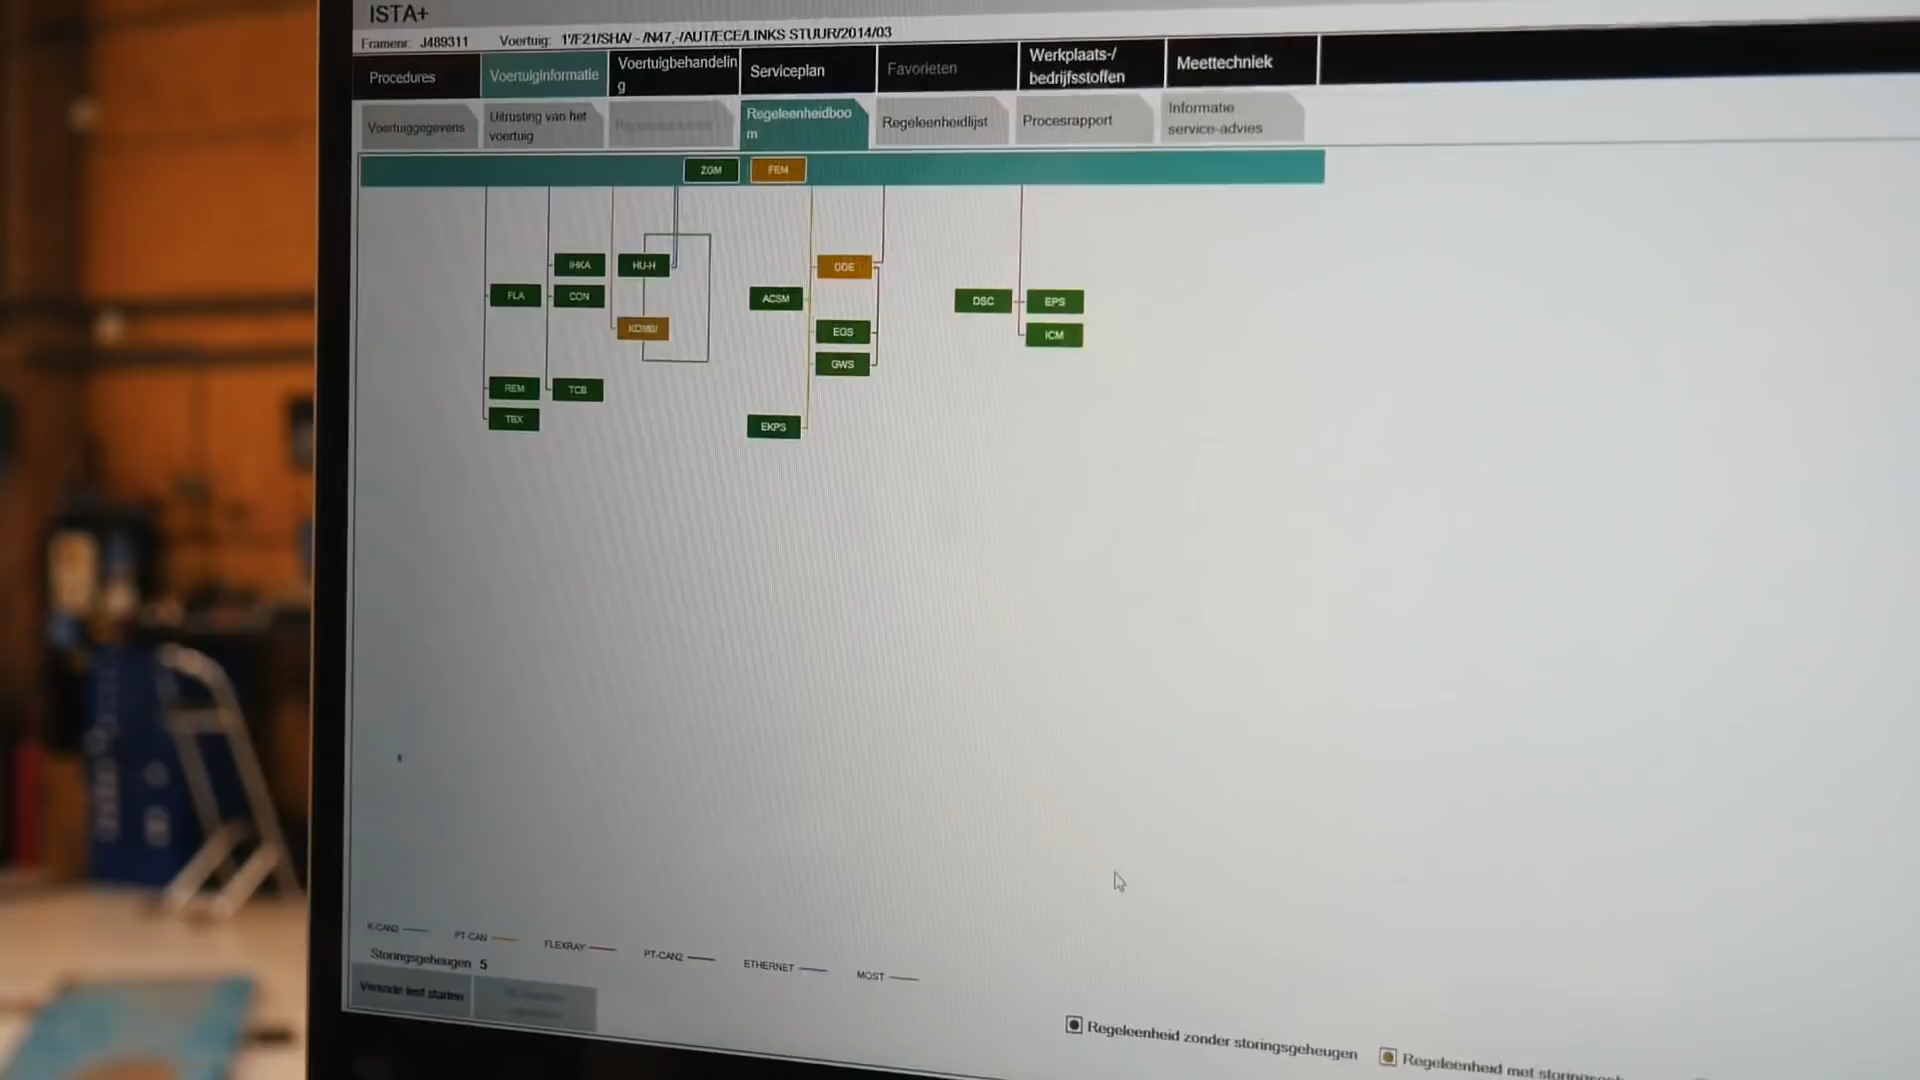 ISTA+
Framenr. J489311 Voertuig: 1'/F21/SHA/ - /N47,-/AUT/ECE/LINKS STUUR/2014/03
Procedures
Voertuiginformatie
Voertuigbehandelin
g
Serviceplan
Favorieten
Werkplaats-/
bedrijfsstoffen
Meettechniek
Voertuiggegevens
Uitrusting van het
voertuig
Regeleenheidboo
m
Regeleenheidlijst
Procesrapport
Informatie
service-advies
ZGM FEM
IHKA HU-H DDE
FLA CON ACSM DSC EPS
KOMBI EGS ICM
GWS
REM TCB
TBX EKPS
K-CAN2 PT-CAN FLEXRAY PT-CAN2 ETHERNET MOST
Storingsgeheugen 5
test starten
Regeleenheid zonder storingsgeheugen
Regeleenheid met